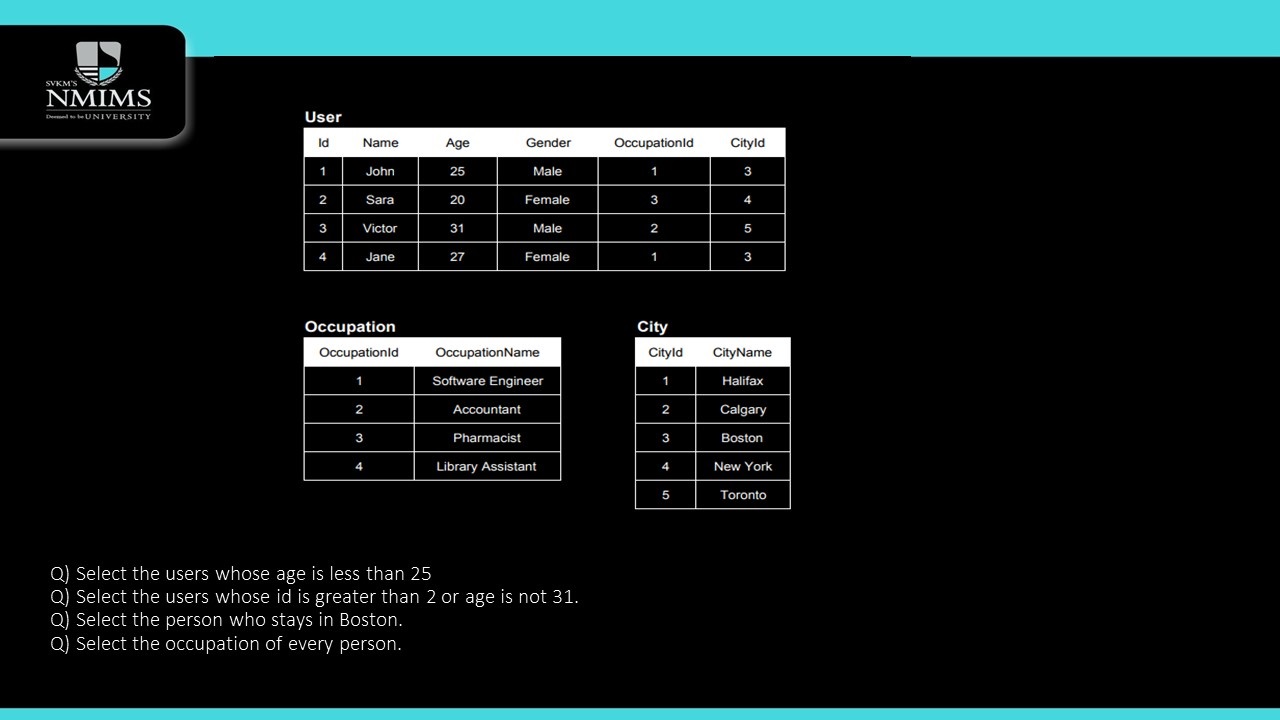 SVKM'S
NMIMS
Deemed to be UNIVERSITY
User
Id Name Age Gender OccupationId CityId
1 John 25 Male 1 3
2 Sara 20 Female 3 4
3 Victor 31 Male 2 5
4 Jane 27 Female 1 3
Occupation
OccupationId OccupationName
1 Software Engineer
2 Accountant
3 Pharmacist
4 Library Assistant
City
CityId CityName
1 Halifax
2 Calgary
3 Boston
4 New York
5 Toronto
Q) Select the users whose age is less than 25
Q) Select the users whose id is greater than 2 or age is not 31.
Q) Select the person who stays in Boston.
Q) Select the occupation of every person.